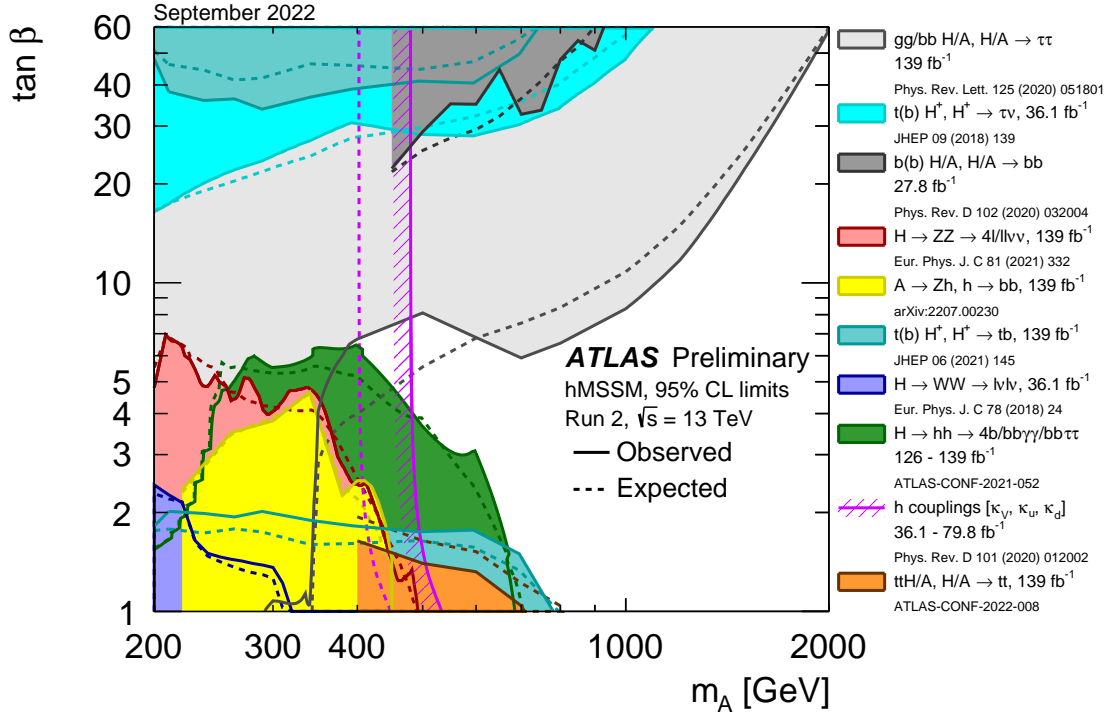 September 2022
tan β
60
40
30
20
10
5
4
3
2
1
200
300
400
1000
2000
m_A [GeV]
ATLAS Preliminary
hMSSM, 95% CL limits
Run 2, √s = 13 TeV
Observed
Expected
gg/bb H/A, H/A → ττ
139 fb⁻¹
Phys. Rev. Lett. 125 (2020) 051801
t(b) H⁺, H⁺ → τν, 36.1 fb⁻¹
JHEP 09 (2018) 139
b(b) H/A, H/A → bb
27.8 fb⁻¹
Phys. Rev. D 102 (2020) 032004
H → ZZ → 4l/llνν, 139 fb⁻¹
Eur. Phys. J. C 81 (2021) 332
A → Zh, h → bb, 139 fb⁻¹
arXiv:2207.00230
t(b) H⁺, H⁺ → tb, 139 fb⁻¹
JHEP 06 (2021) 145
H → WW → lνlν, 36.1 fb⁻¹
Eur. Phys. J. C 78 (2018) 24
H → hh → 4b/bbγγ/bbττ
126 - 139 fb⁻¹
ATLAS-CONF-2021-052
h couplings [κ_V, κ_u, κ_d]
36.1 - 79.8 fb⁻¹
Phys. Rev. D 101 (2020) 012002
ttH/A, H/A → tt, 139 fb⁻¹
ATLAS-CONF-2022-008